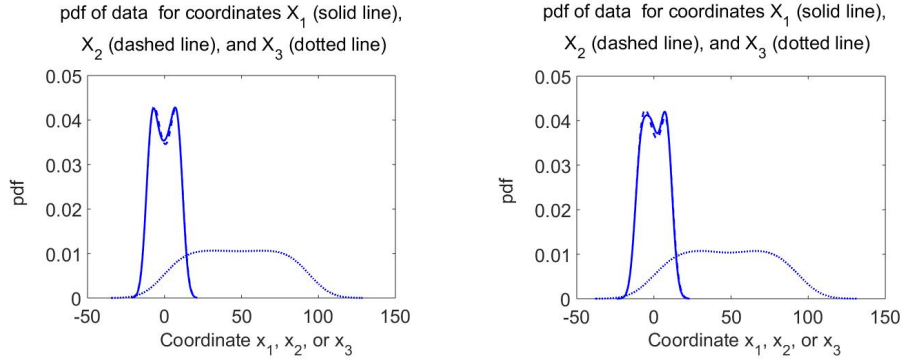 pdf of data for coordinates X1 (solid line),
X2 (dashed line), and X3 (dotted line)
0.05
0.04
0.03
0.02
0.01
0
pdf
-50 0 50 100 150
Coordinate x1, x2, or x3
pdf of data for coordinates X1 (solid line),
X2 (dashed line), and X3 (dotted line)
0.05
0.04
0.03
0.02
0.01
0
pdf
-50 0 50 100 150
Coordinate x1, x2, or x3